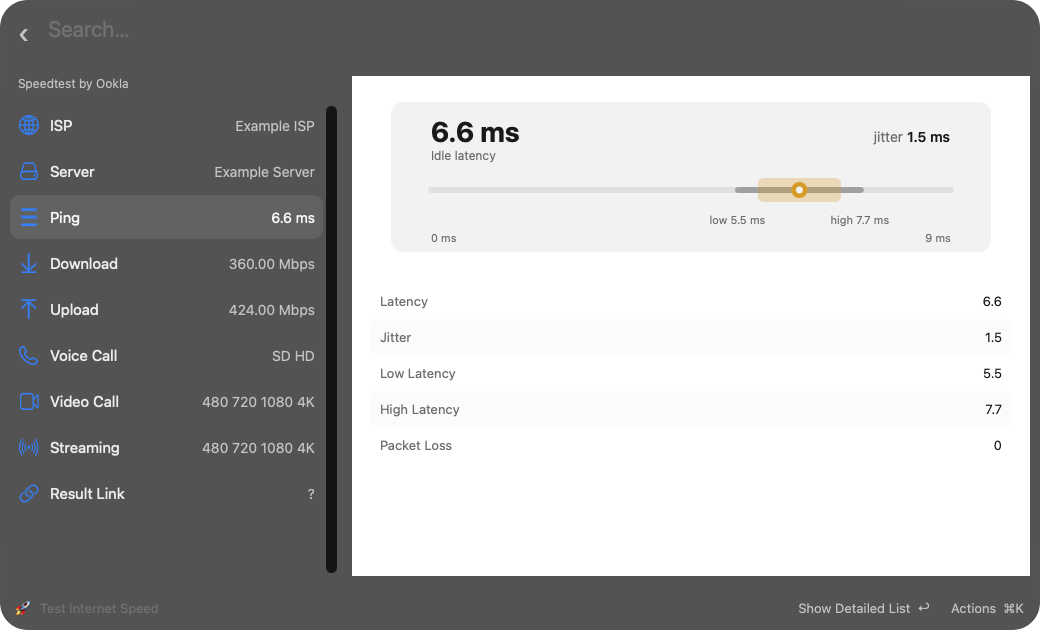 Search...
Speedtest by Ookla
ISP Example ISP
Server Example Server
Ping 6.6 ms
Download 360.00 Mbps
Upload 424.00 Mbps
Voice Call SD HD
Video Call 480 720 1080 4K
Streaming 480 720 1080 4K
Result Link ?
6.6 ms
Idle latency
jitter 1.5 ms
low 5.5 ms high 7.7 ms
0 ms 9 ms
Latency 6.6
Jitter 1.5
Low Latency 5.5
High Latency 7.7
Packet Loss 0
Test Internet Speed
Show Detailed List ↩ Actions ⌘K